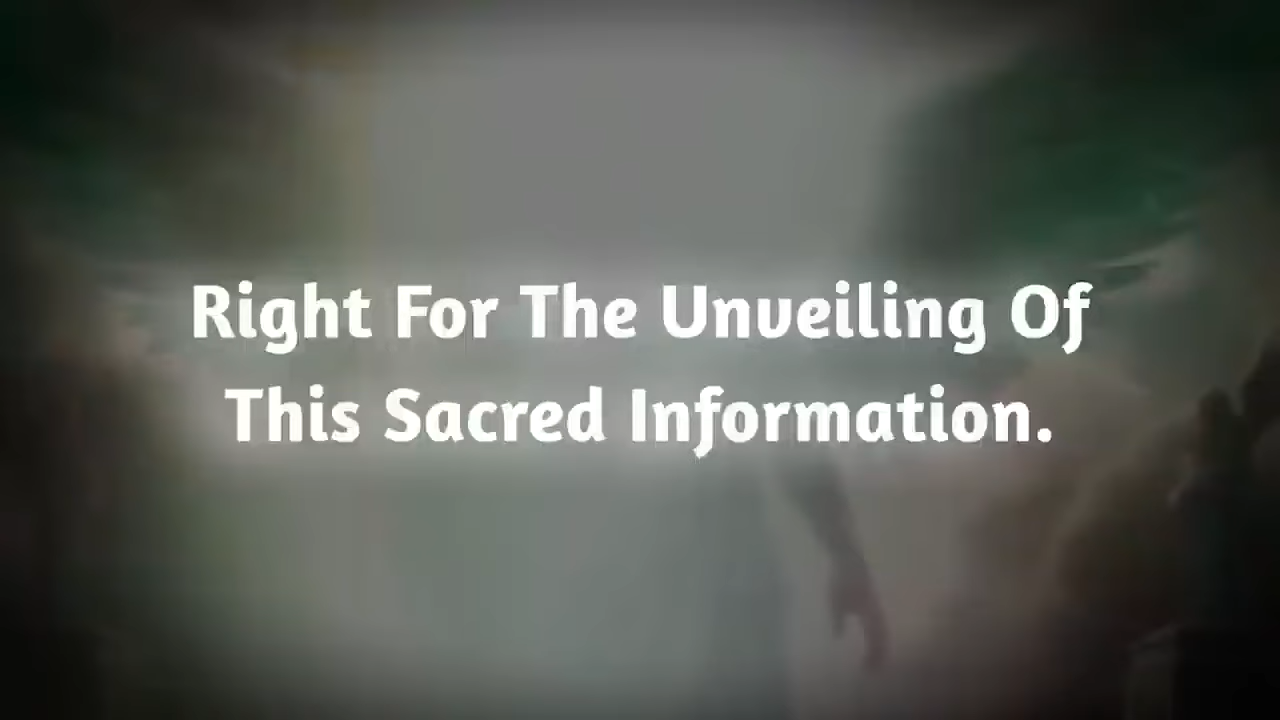 Right For The Unveiling Of
This Sacred Information.